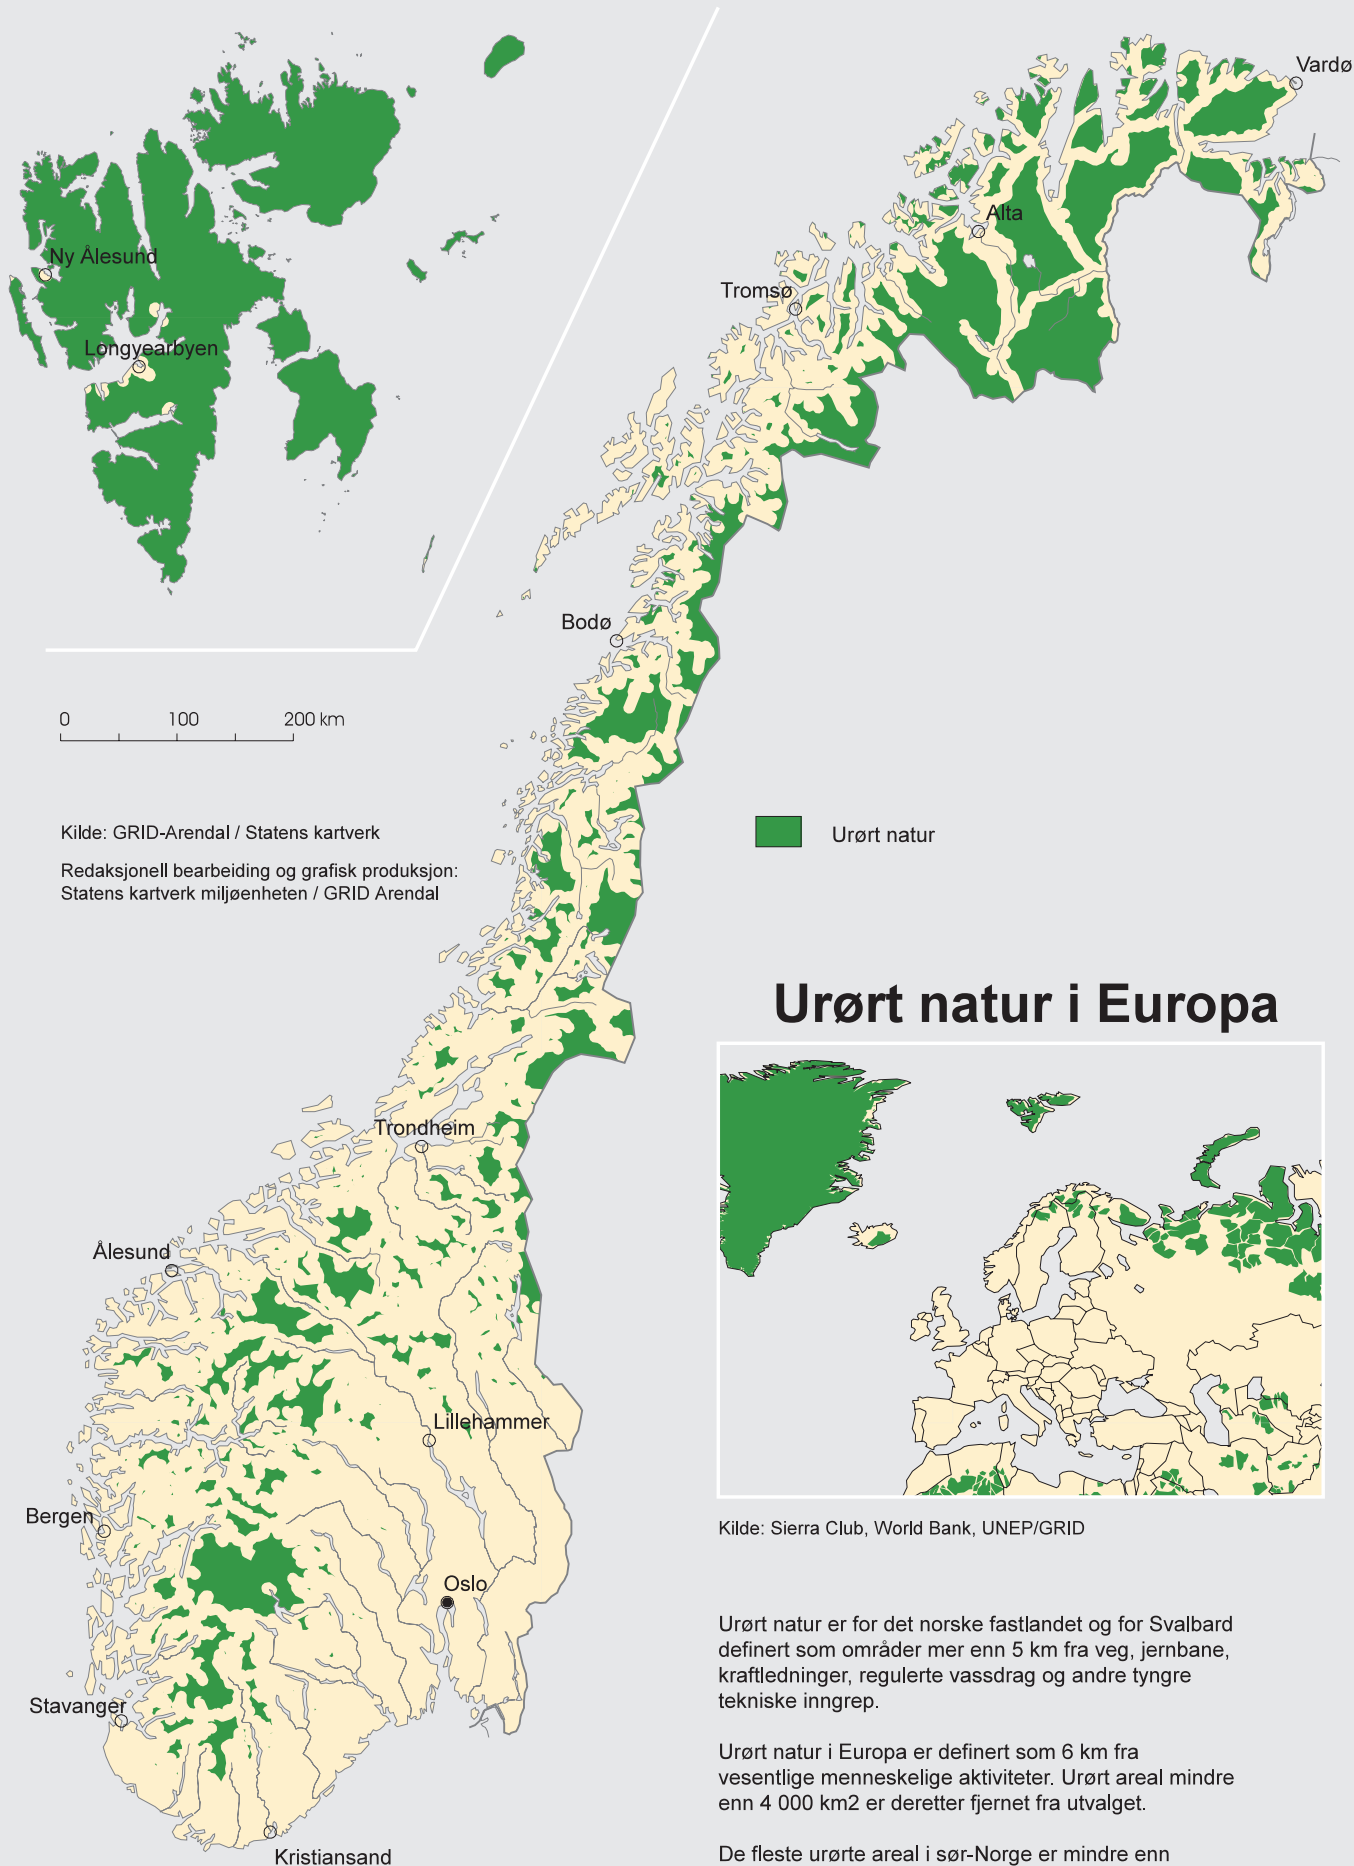 Vardø
Alta
Ny Ålesund
Tromsø
Longyearbyen
Bodø
0 100 200 km
Kilde: GRID-Arendal / Statens kartverk
Redaksjonell bearbeiding og grafisk produksjon:
Statens kartverk miljøenheten / GRID Arendal
Urørt natur
Urørt natur i Europa
Trondheim
Ålesund
Lillehammer
Bergen
Oslo
Stavanger
Kristiansand
Kilde: Sierra Club, World Bank, UNEP/GRID
Urørt natur er for det norske fastlandet og for Svalbard
definert som områder mer enn 5 km fra veg, jernbane,
kraftledninger, regulerte vassdrag og andre tyngre
tekniske inngrep.
Urørt natur i Europa er definert som 6 km fra
vesentlige menneskelige aktiviteter. Urørt areal mindre
enn 4 000 km2 er deretter fjernet fra utvalget.
De fleste urørte areal i sør-Norge er mindre enn